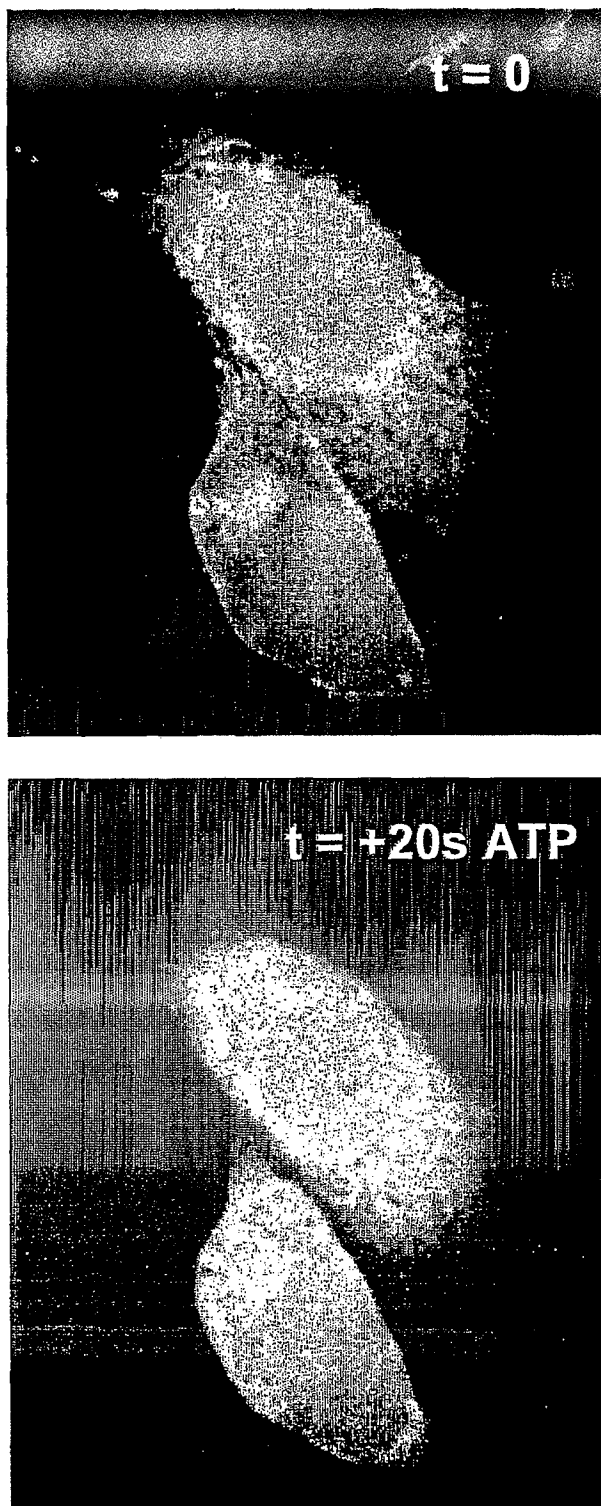 t = 0
t = +20s ATP